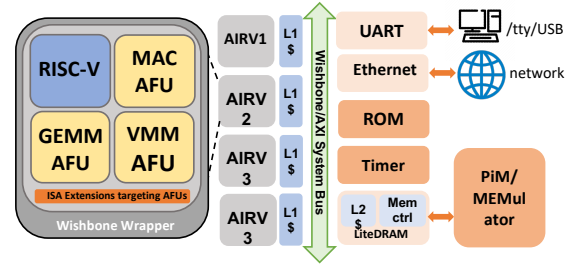 RISC-V
MAC
AFU
GEMM
AFU
VMM
AFU
ISA Extensions targeting AFUs
Wishbone Wrapper
AIRV1
L1
$
AIRV
2
L1
$
AIRV
3
L1
$
AIRV
3
L1
$
Wishbone/AXI System Bus
UART
/tty/USB
Ethernet
network
ROM
Timer
L2
$
Mem
ctrl
LiteDRAM
PiM/
MEMul
ator